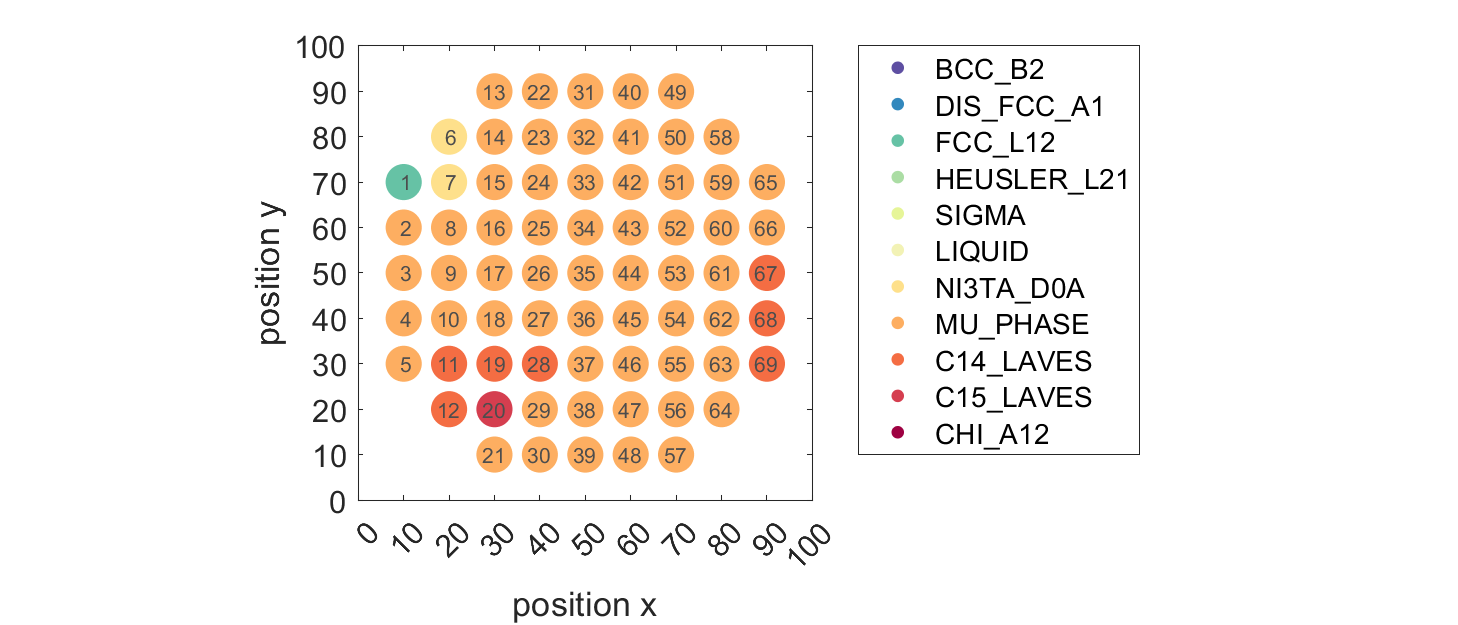 100
90 13 22 31 40 49
80 6 14 23 32 41 50 58
70 1 7 15 24 33 42 51 59 65
60 2 8 16 25 34 43 52 60 66
50 3 9 17 26 35 44 53 61 67
40 4 10 18 27 36 45 54 62 68
30 5 11 19 28 37 46 55 63 69
20 12 20 29 38 47 56 64
10 21 30 39 48 57
0
0 10 20 30 40 50 60 70 80 90 100
position x
position y
BCC_B2
DIS_FCC_A1
FCC_L12
HEUSLER_L21
SIGMA
LIQUID
NI3TA_D0A
MU_PHASE
C14_LAVES
C15_LAVES
CHI_A12